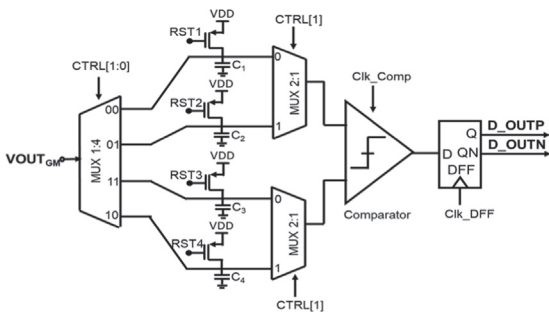 VDD
RST1
CTRL[1]
C1
CTRL[1:0]
0
MUX 2:1
1
VDD
RST2
C2
Clk_Comp
00
01
11
10
MUX 1:4
VOUTGM
VDD
RST3
C3
0
MUX 2:1
1
VDD
RST4
C4
CTRL[1]
Comparator
D
Q
QN
DFF
D_OUTP
D_OUTN
Clk_DFF